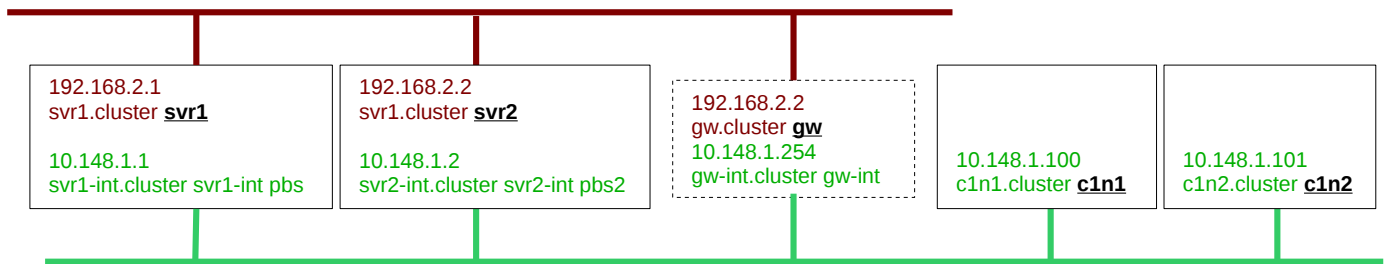 192.168.2.1
svr1.cluster svr1
10.148.1.1
svr1-int.cluster svr1-int pbs
192.168.2.2
svr1.cluster svr2
10.148.1.2
svr2-int.cluster svr2-int pbs2
192.168.2.2
gw.cluster gw
10.148.1.254
gw-int.cluster gw-int
10.148.1.100
c1n1.cluster c1n1
10.148.1.101
c1n2.cluster c1n2